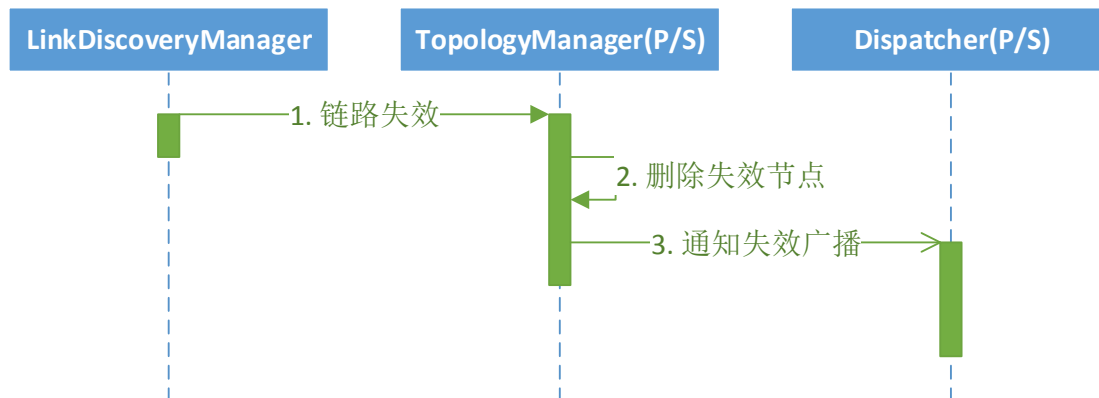 LinkDiscoveryManager
TopologyManager(P/S)
Dispatcher(P/S)
1. 链路失效
2. 删除失效节点
3. 通知失效广播